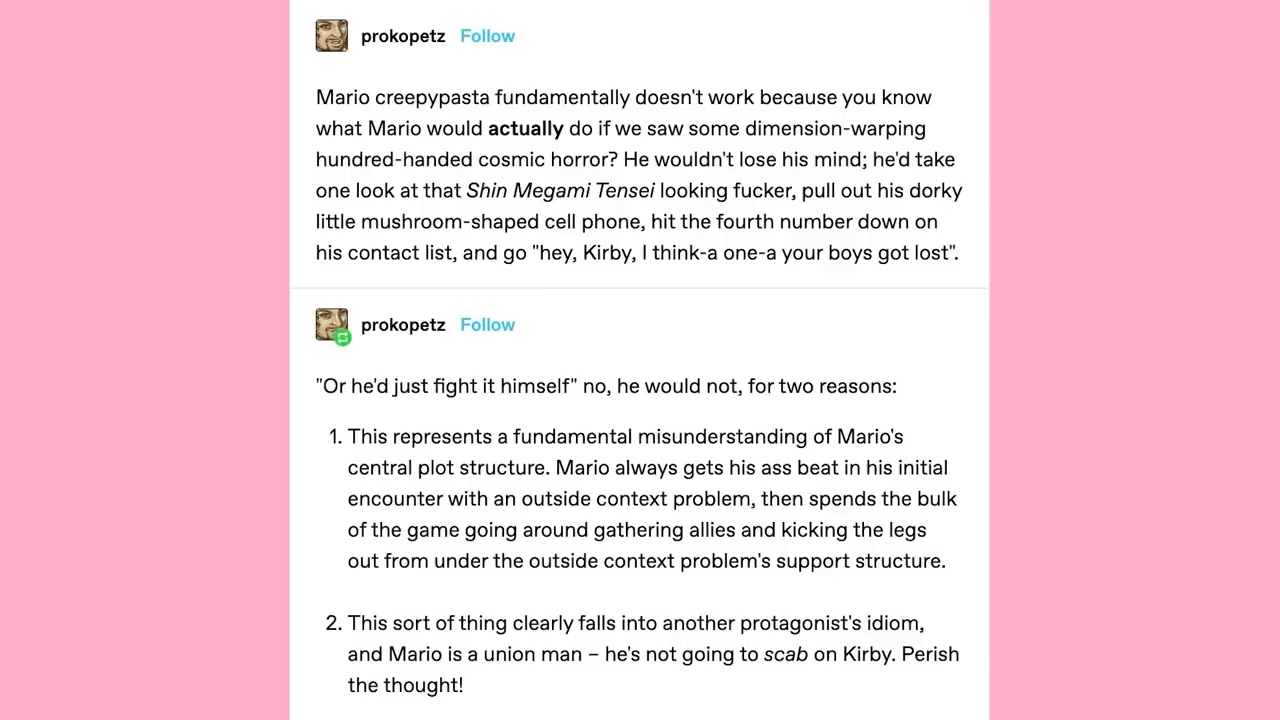 prokopetz Follow
Mario creepypasta fundamentally doesn't work because you know
what Mario would actually do if we saw some dimension-warping
hundred-handed cosmic horror? He wouldn't lose his mind; he'd take
one look at that Shin Megami Tensei looking fucker, pull out his dorky
little mushroom-shaped cell phone, hit the fourth number down on
his contact list, and go "hey, Kirby, I think-a one-a your boys got lost".
prokopetz Follow
"Or he'd just fight it himself" no, he would not, for two reasons:
1. This represents a fundamental misunderstanding of Mario's
central plot structure. Mario always gets his ass beat in his initial
encounter with an outside context problem, then spends the bulk
of the game going around gathering allies and kicking the legs
out from under the outside context problem's support structure.
2. This sort of thing clearly falls into another protagonist's idiom,
and Mario is a union man – he's not going to scab on Kirby. Perish
the thought!